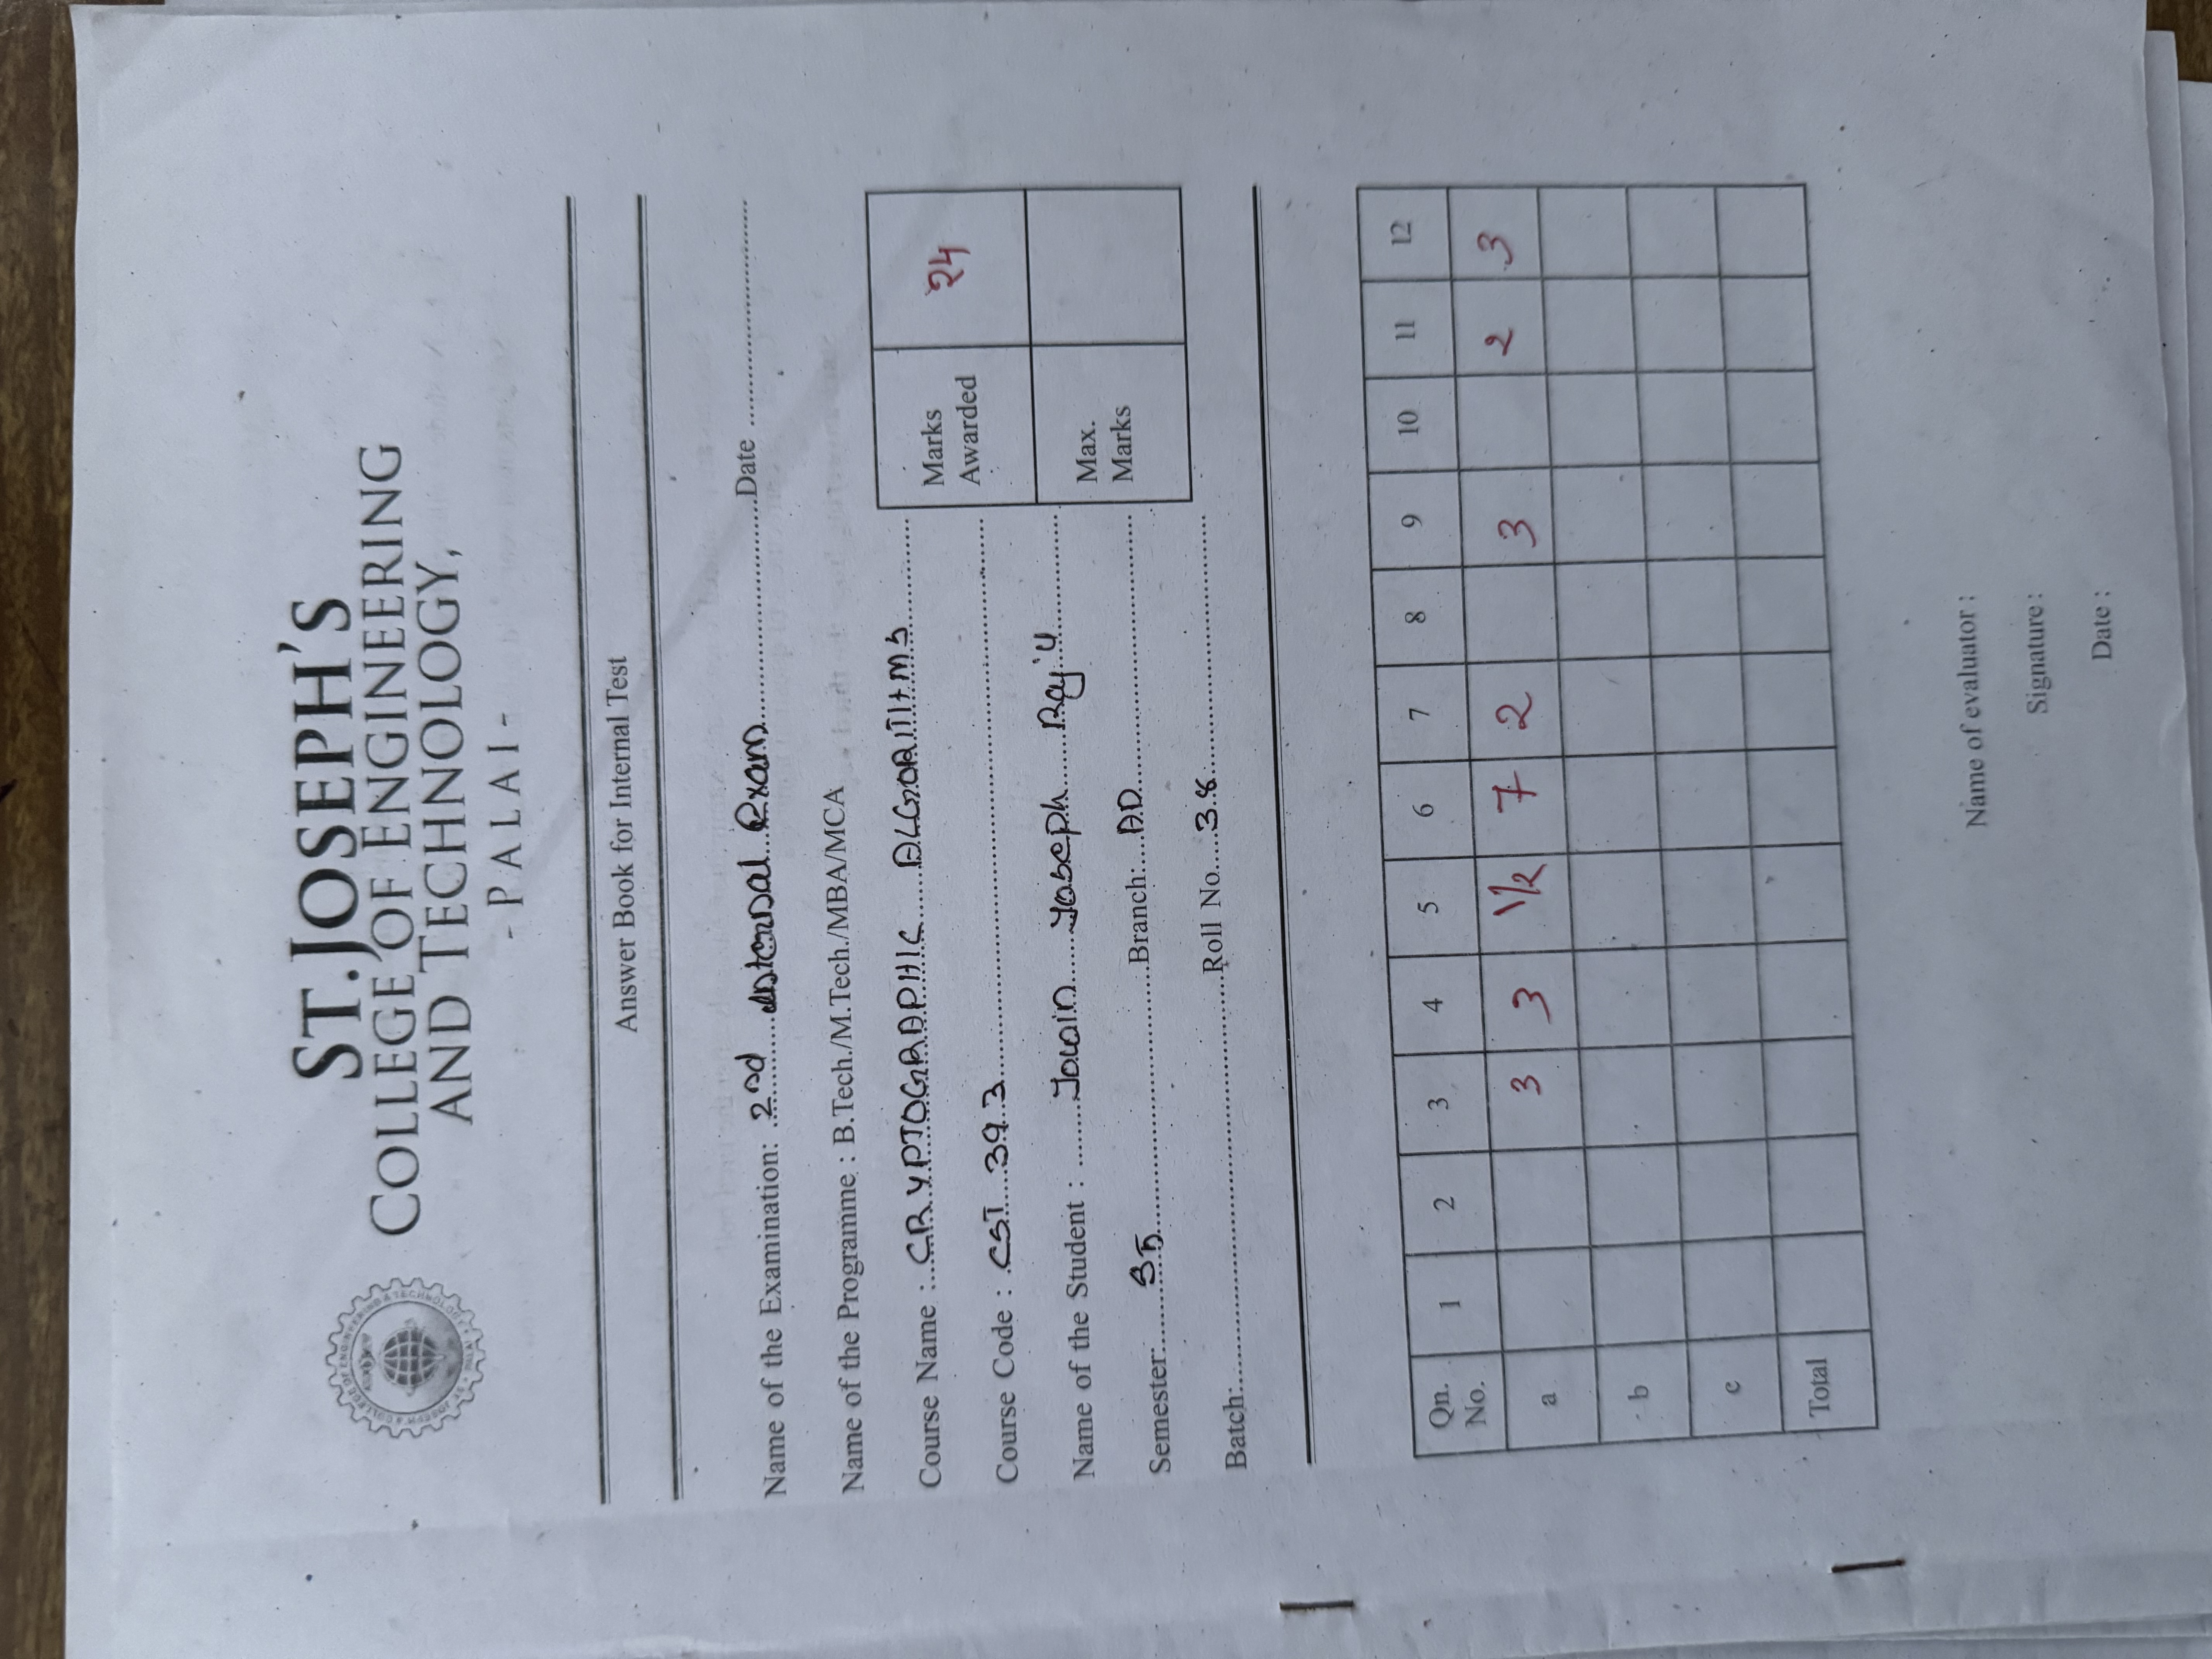 ST.JOSEPH'S
COLLEGE OF ENGINEERING
AND TECHNOLOGY,
- PALAI -
Answer Book for Internal Test
Name of the Examination: 2nd Internal Exam Date
Name of the Programme : B.Tech./M.Tech./MBA/MCA
Course Name : CRYPTOGRAPHIC ALGORITHMS
Course Code : CST 393
Marks Awarded 24
Name of the Student : Joseph Raju
Max. Marks
Semester: S5 Branch: AD
Batch: Roll No. 38
Qn. No. 1 2 3 4 5 6 7 8 9 10 11 12
a 3 3 1/2 7 2 3 2 3
b
c
Total
Name of evaluator :
Signature :
Date :